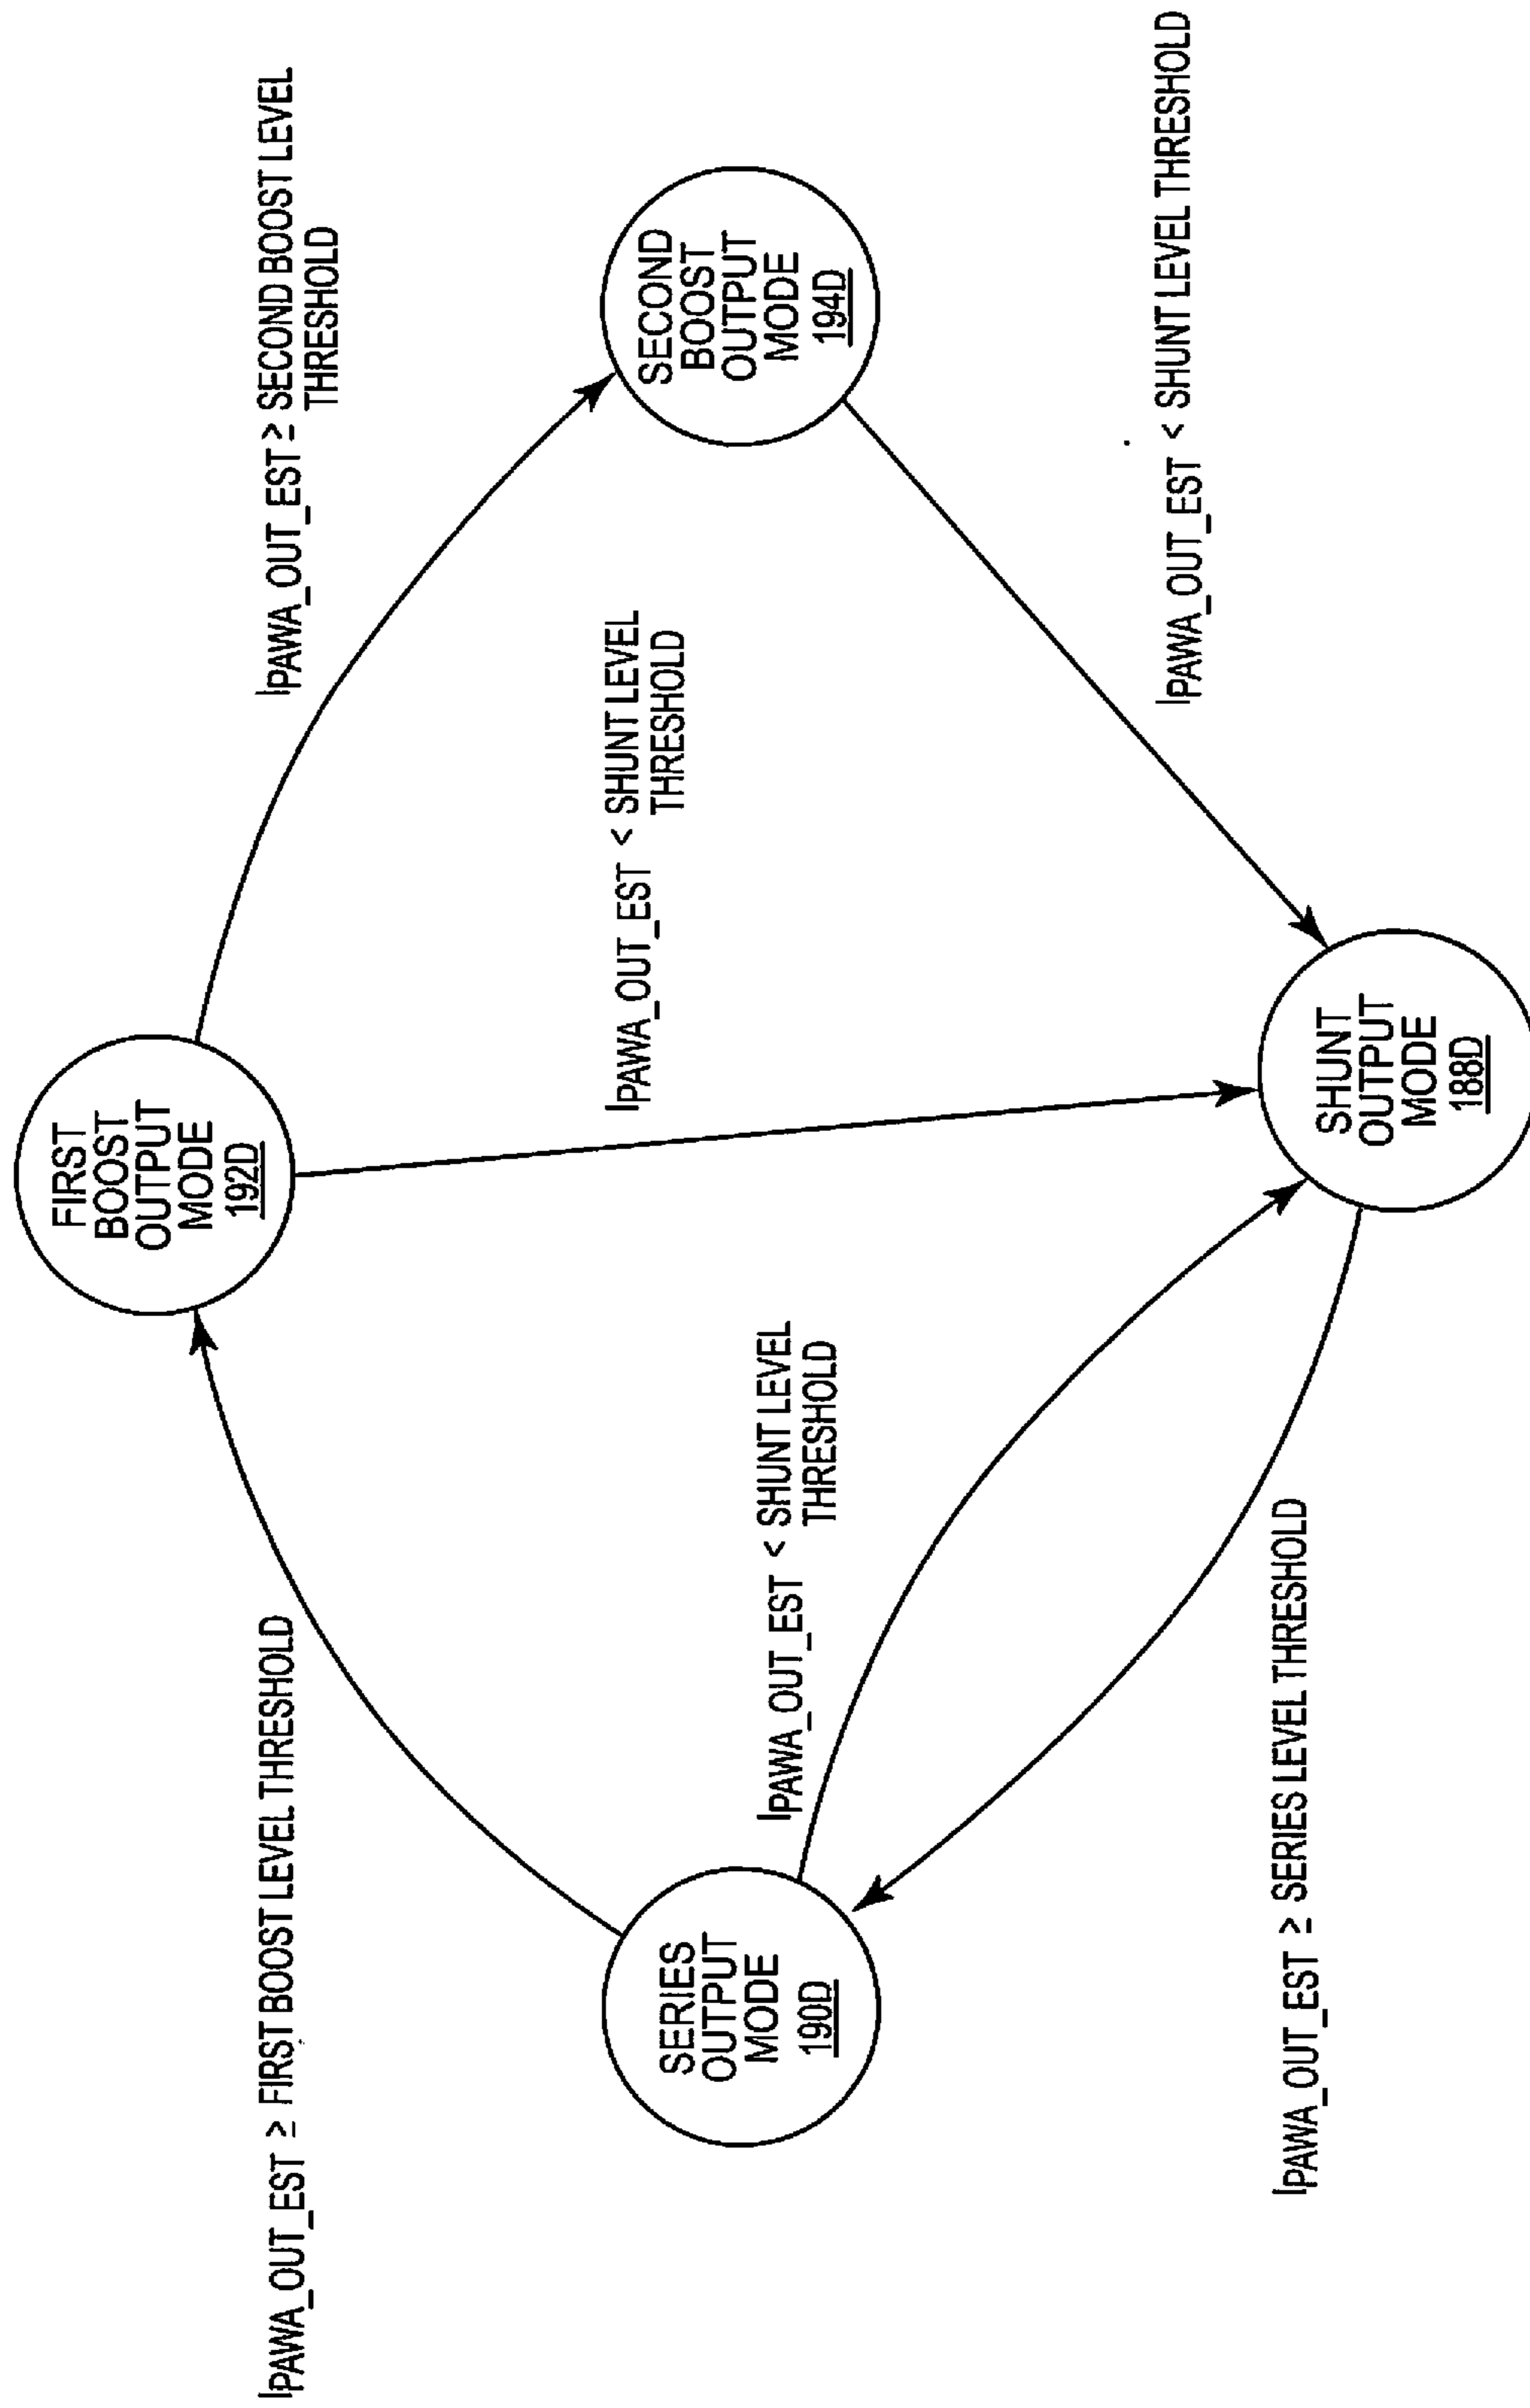 IPAWA_OUT_EST ≥ FIRST BOOST LEVEL THRESHOLD
FIRST
BOOST
OUTPUT
MODE
192D
IPAWA_OUT_EST ≥ SECOND BOOST LEVEL
THRESHOLD
SERIES
OUTPUT
MODE
190D
IPAWA_OUT_EST < SHUNT LEVEL
THRESHOLD
IPAWA_OUT_EST < SHUNT LEVEL
THRESHOLD
SECOND
BOOST
OUTPUT
MODE
194D
IPAWA_OUT_EST ≥ SERIES LEVEL THRESHOLD
SHUNT
OUTPUT
MODE
188D
IPAWA_OUT_EST < SHUNT LEVEL THRESHOLD